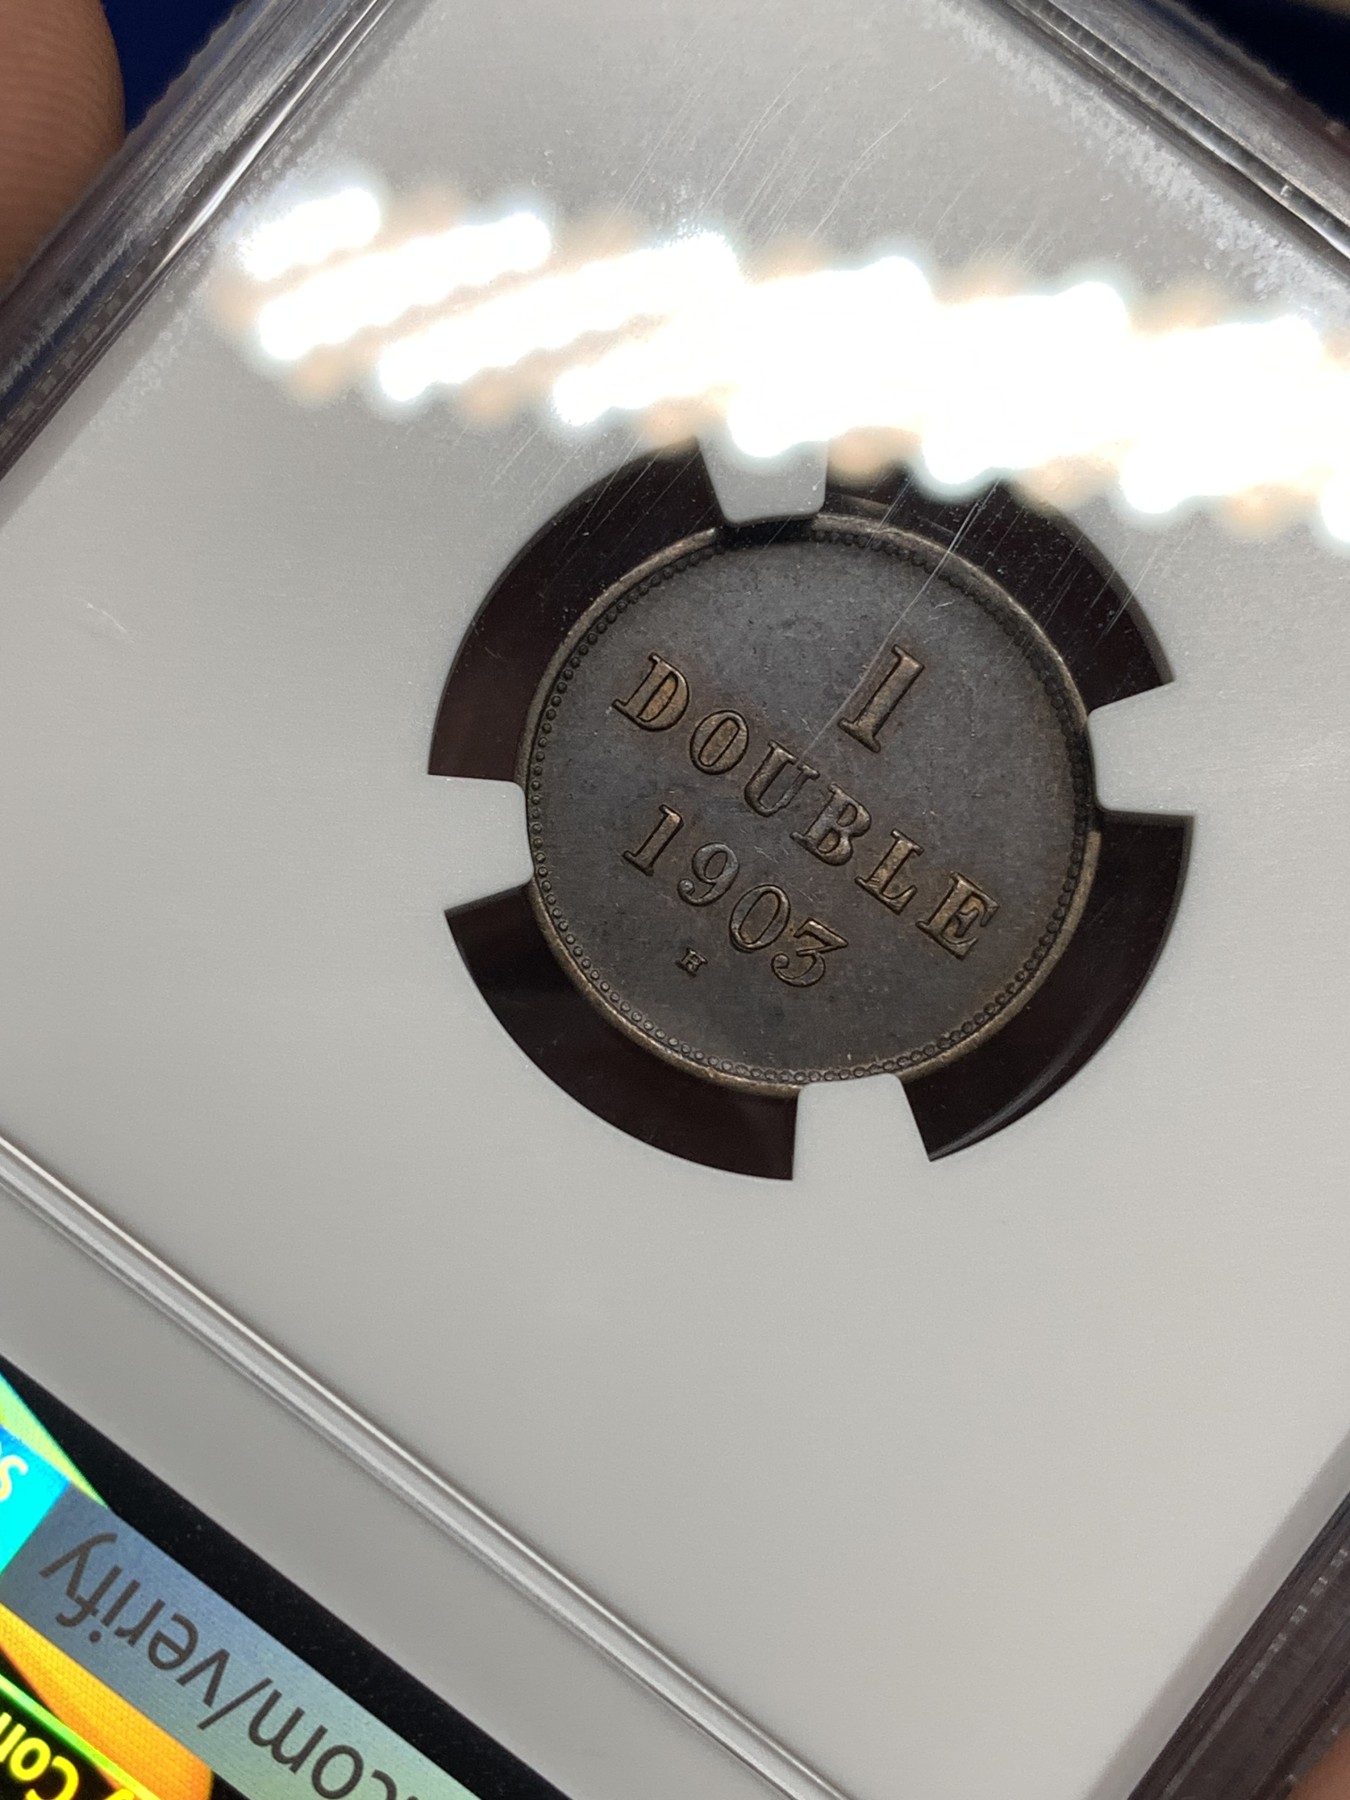 1
DOUBLE
1903
H
.com/verify